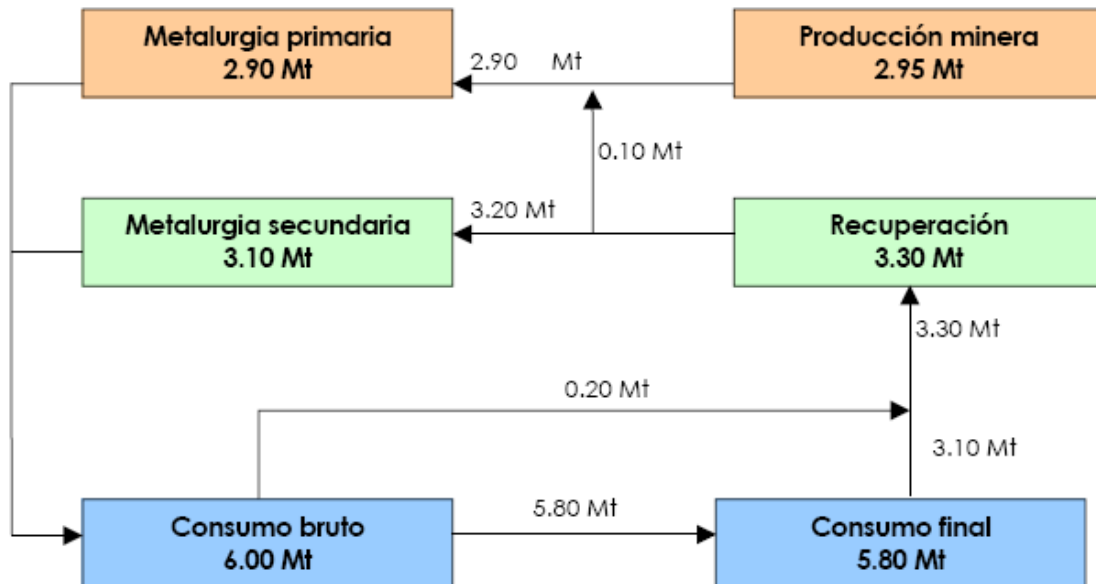 Metalurgia primaria
2.90 Mt
2.90 Mt
Producción minera
2.95 Mt
0.10 Mt
Metalurgia secundaria
3.10 Mt
3.20 Mt
Recuperación
3.30 Mt
3.30 Mt
0.20 Mt
3.10 Mt
Consumo bruto
6.00 Mt
5.80 Mt
Consumo final
5.80 Mt